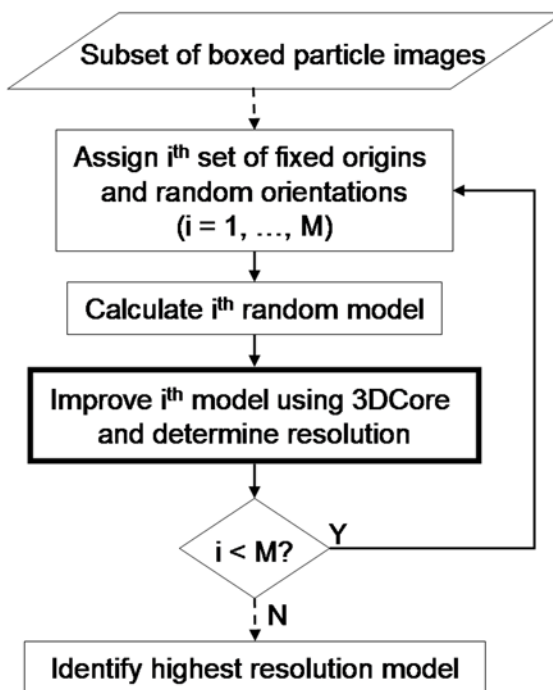 Subset of boxed particle images
Assign iᵗʰ set of fixed origins
and random orientations
(i = 1, ..., M)
Calculate iᵗʰ random model
Improve iᵗʰ model using 3DCore
and determine resolution
i < M?
Y
N
Identify highest resolution model